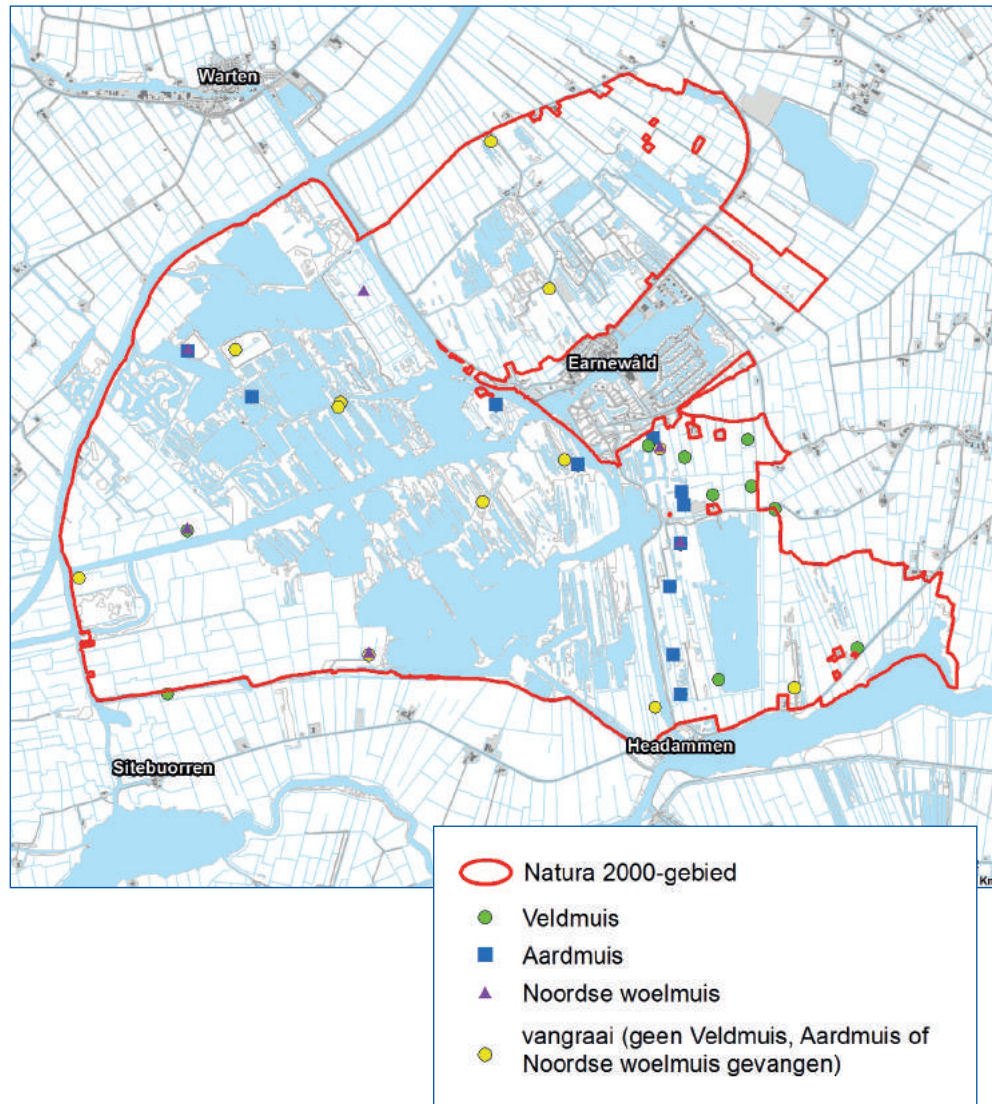 Warten
Earnewâld
Headammen
Sitebuorren
Km
Natura 2000-gebied
Veldmuis
Aardmuis
Noordse woelmuis
vangraai (geen Veldmuis, Aardmuis of
Noordse woelmuis gevangen)